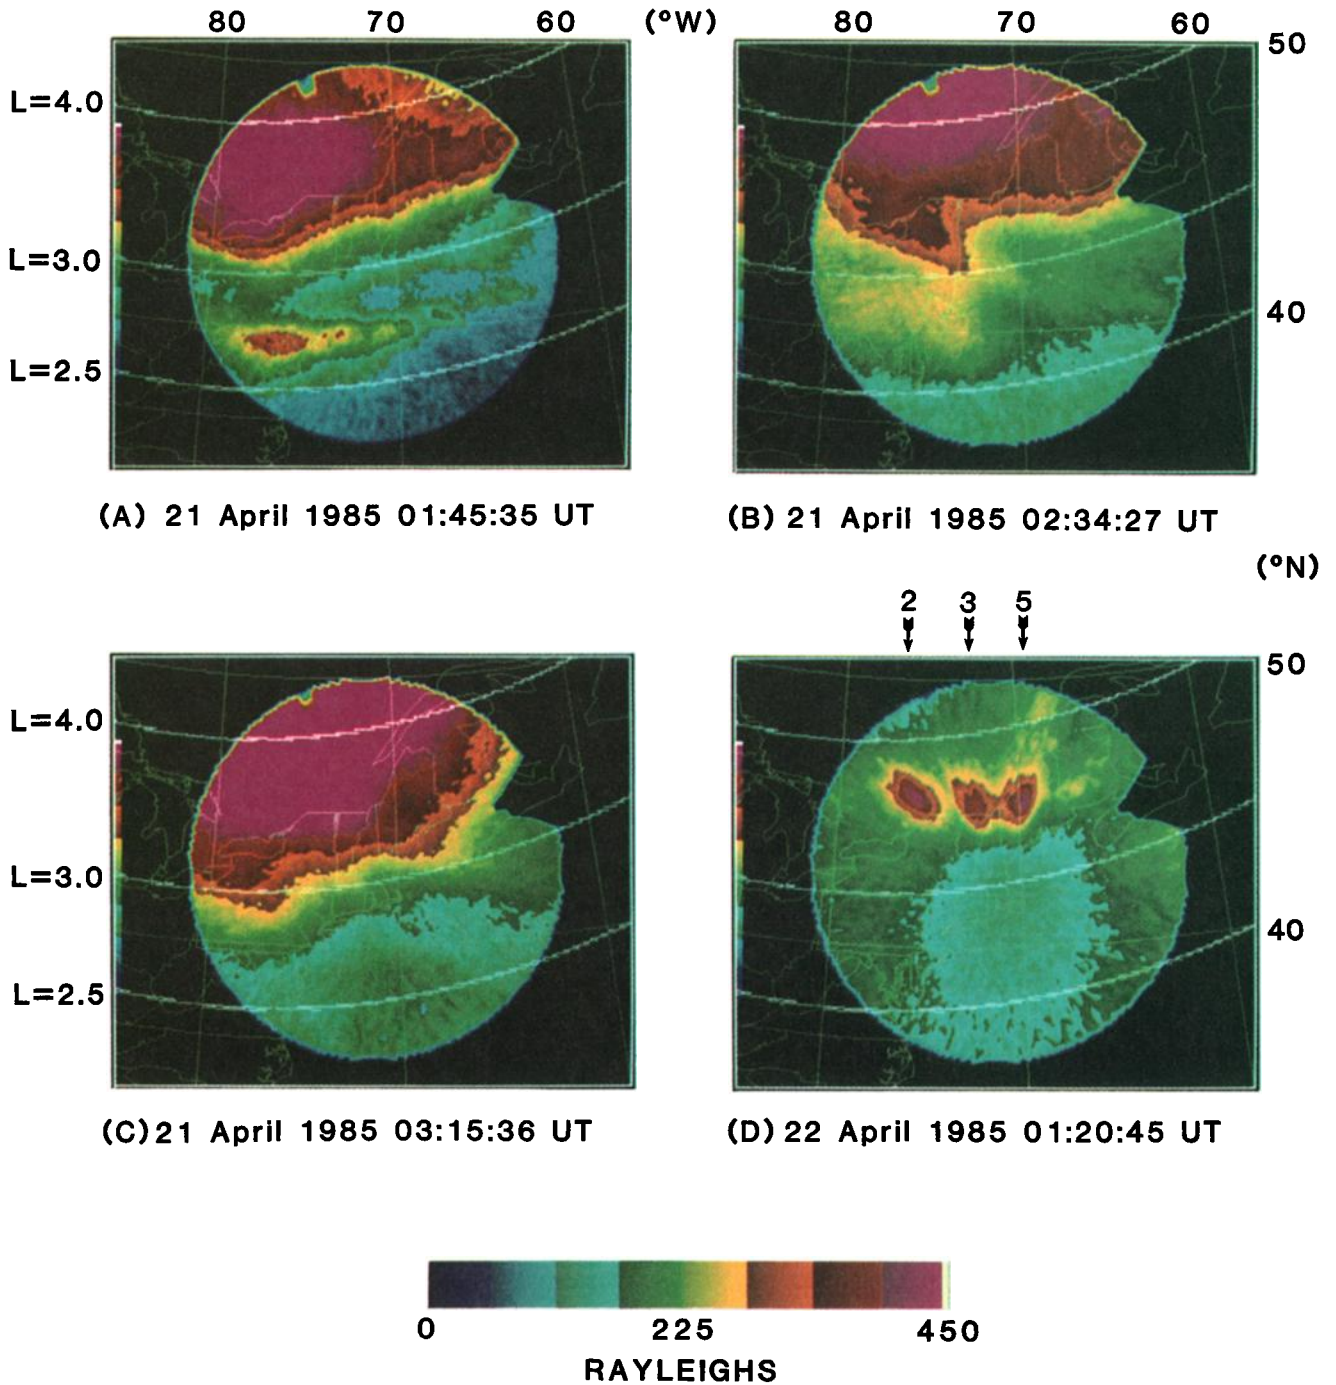 80 70 60 (°W) 80 70 60
50
L=4.0
L=3.0
40
L=2.5
(A) 21 April 1985 01:45:35 UT
(B) 21 April 1985 02:34:27 UT
(°N)
2 3 5
50
L=4.0
L=3.0
40
L=2.5
(C) 21 April 1985 03:15:36 UT
(D) 22 April 1985 01:20:45 UT
0 225 450
RAYLEIGHS